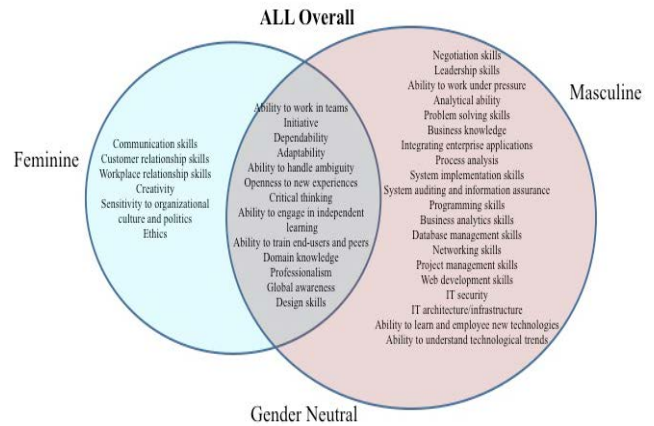 ALL Overall
Feminine
Communication skills
Customer relationship skills
Workplace relationship skills
Creativity
Sensitivity to organizational
culture and politics
Ethics
Ability to work in teams
Initiative
Dependability
Adaptability
Ability to handle ambiguity
Openness to new experiences
Critical thinking
Ability to engage in independent
learning
Ability to train end-users and peers
Domain knowledge
Professionalism
Global awareness
Design skills
Negotiation skills
Leadership skills
Ability to work under pressure
Analytical ability
Problem solving skills
Business knowledge
Integrating enterprise applications
Process analysis
System implementation skills
System auditing and information assurance
Programming skills
Business analytics skills
Database management skills
Networking skills
Project management skills
Web development skills
IT security
IT architecture/infrastructure
Ability to learn and employee new technologies
Ability to understand technological trends
Masculine
Gender Neutral